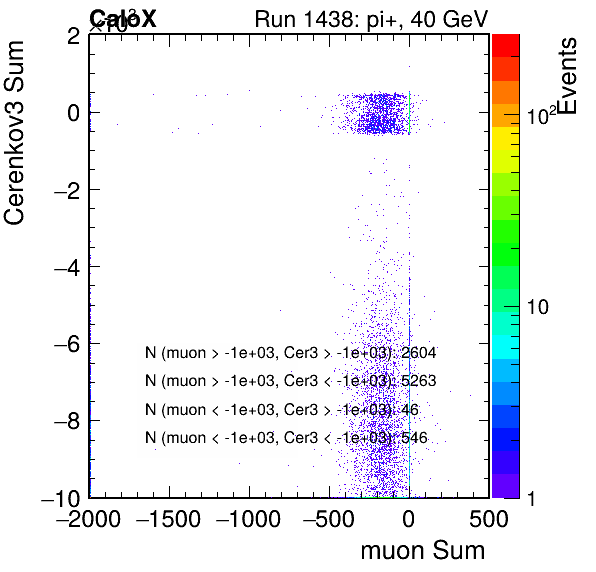 CaloX Run 1438: pi+, 40 GeV
×10³
Cerenkov3 Sum
Events
2
0
−2
−4
−6
−8
−10
N (muon > -1e+03, Cer3 > -1e+03): 2604
N (muon > -1e+03, Cer3 < -1e+03): 5263
N (muon < -1e+03, Cer3 > -1e+03): 46
N (muon < -1e+03, Cer3 < -1e+03): 546
−2000 −1500 −1000 −500 0 500
muon Sum
10²
10
1